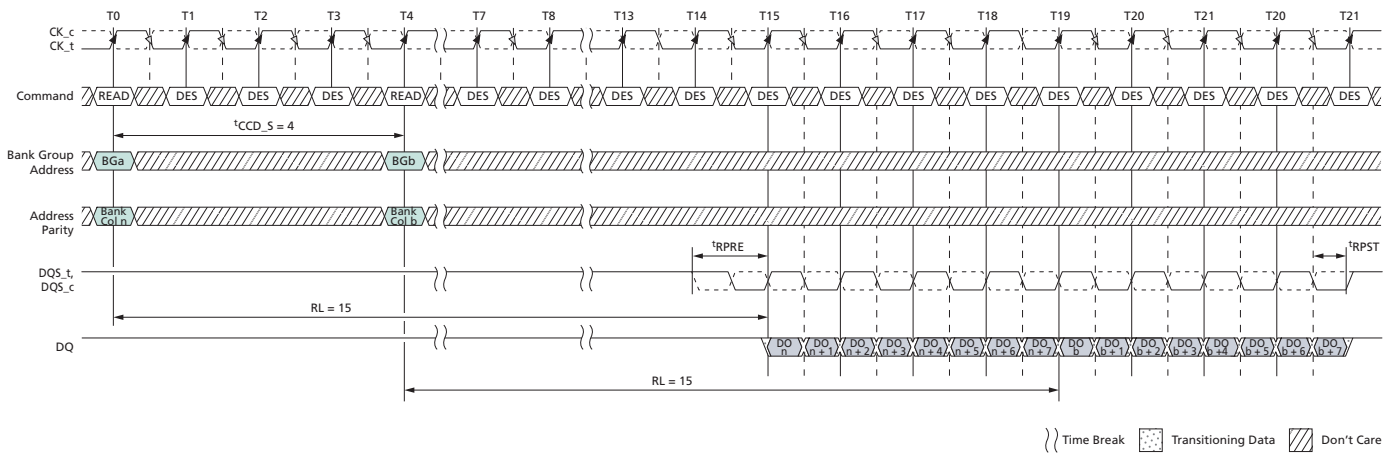 T0 T1 T2 T3 T4 T7 T8 T13 T14 T15 T16 T17 T18 T19 T20 T21 T20 T21
CK_c
CK_t
Command READ DES DES DES READ DES DES DES DES DES DES DES DES DES DES DES DES DES
tCCD_S = 4
Bank Group
Address
BGa BGb
Address
Parity
Bank
Col n
Bank
Col b
tRPRE tRPST
DQS_t,
DQS_c
RL = 15
DQ
DO
n
DO
n + 1
DO
n + 2
DO
n + 3
DO
n + 4
DO
n + 5
DO
n + 6
DO
n + 7
DO
b
DO
b + 1
DO
b + 2
DO
b + 3
DO
b + 4
DO
b + 5
DO
b + 6
DO
b + 7
RL = 15
Time Break Transitioning Data Don't Care